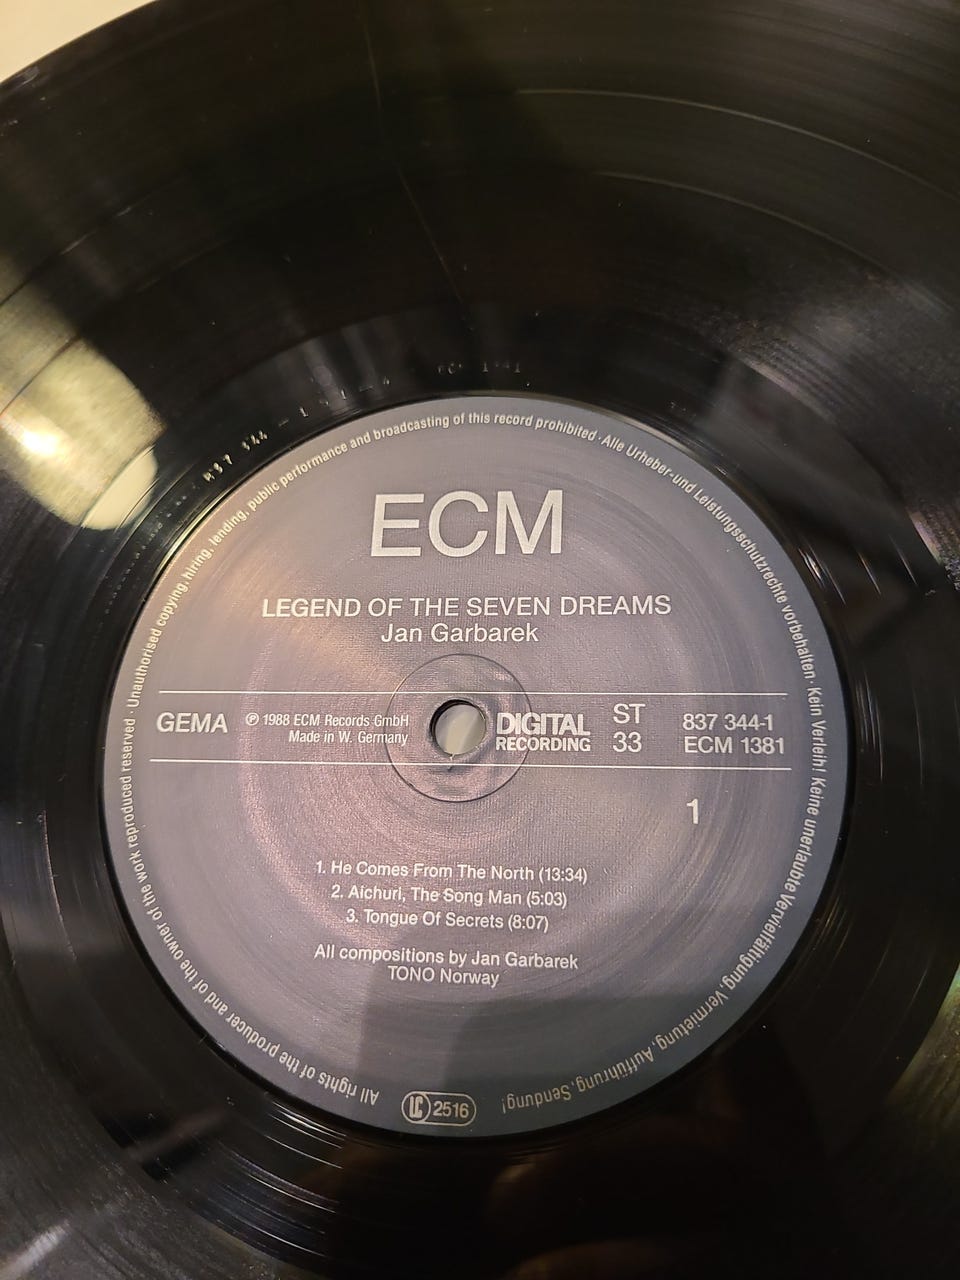 ECM
LEGEND OF THE SEVEN DREAMS
Jan Garbarek
GEMA
℗ 1988 ECM Records GmbH
Made in W. Germany
DIGITAL
RECORDING
ST
33
837 344-1
ECM 1381
1
1. He Comes From The North (13:34)
2. Aichuri, The Song Man (5:03)
3. Tongue Of Secrets (8:07)
All compositions by Jan Garbarek
TONO Norway
LC 2516
All rights of the producer and of the owner of the work reproduced reserved · Unauthorised copying, hiring, lending, public performance and broadcasting of this record prohibited · Alle Urheber- und Leistungsschutzrechte vorbehalten · Kein Verleih! Keine unerlaubte Vervielfältigung, Vermietung, Aufführung, Sendung!